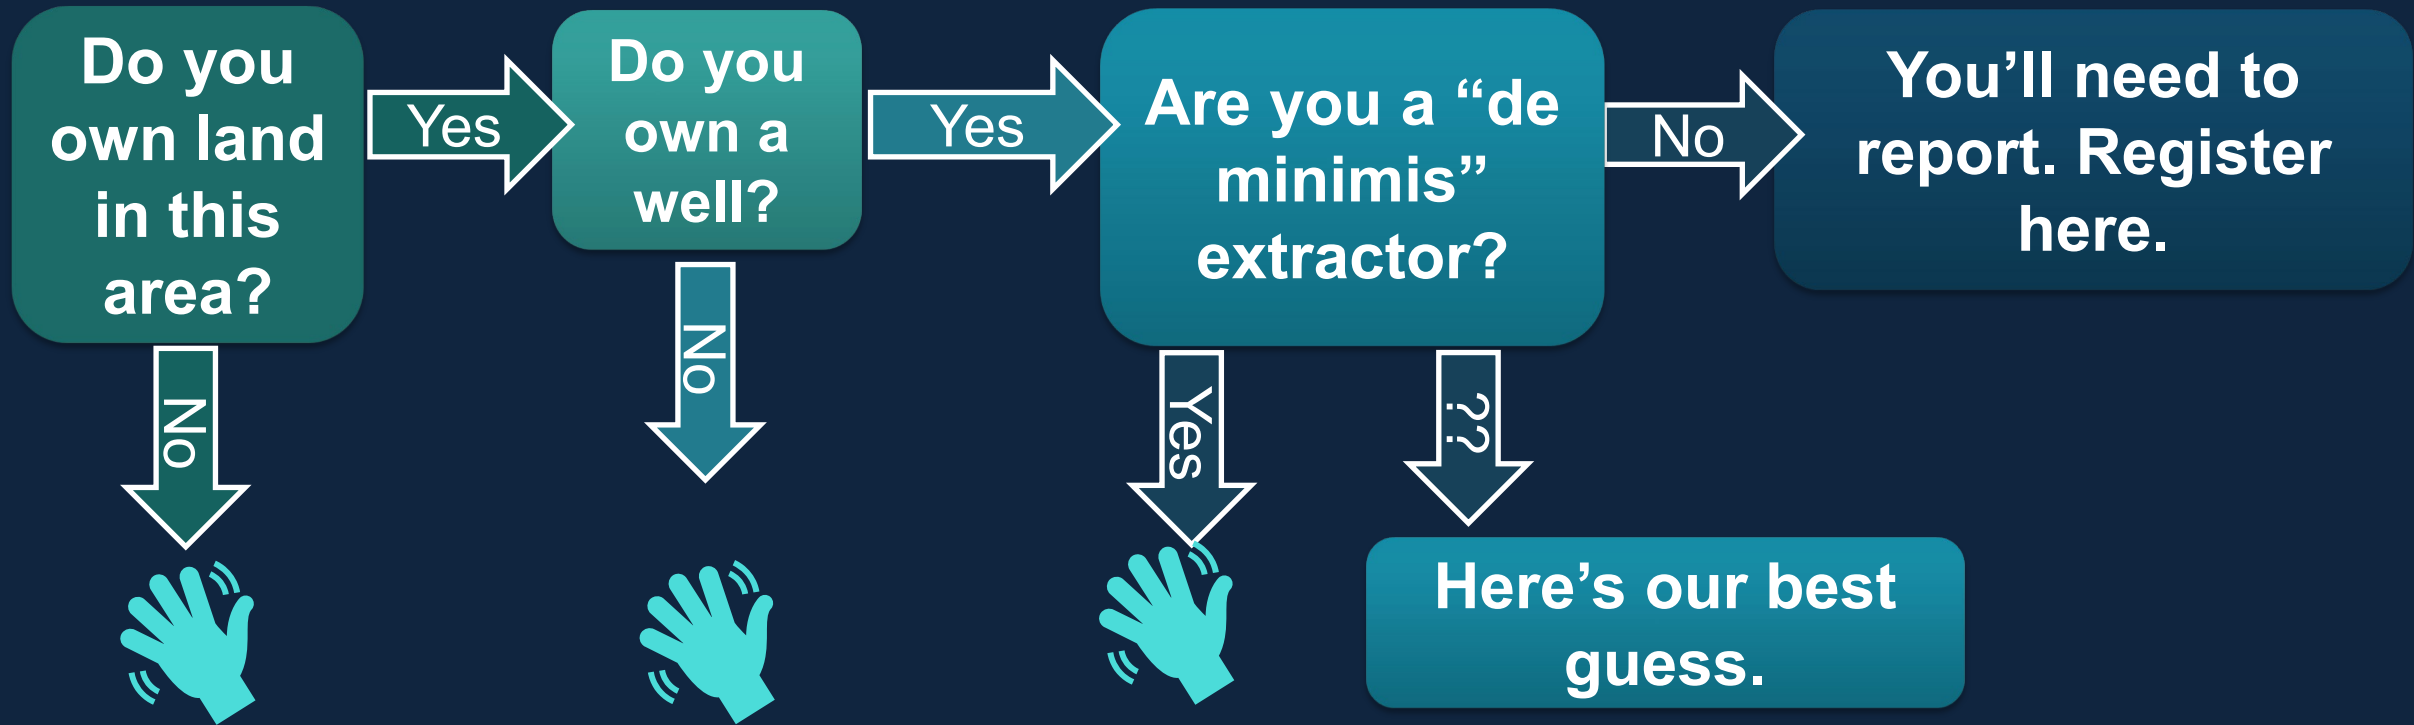 Do you
own land
in this
area?
Yes
Do you
own a
well?
Yes
Are you a “de
minimis”
extractor?
No
You’ll need to
report. Register
here.
No
No
Yes
??
Here’s our best
guess.